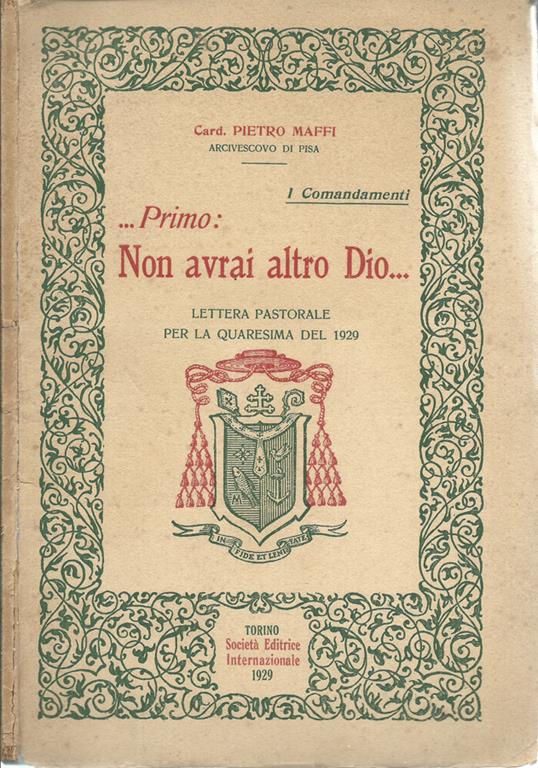 Card. PIETRO MAFFI
ARCIVESCOVO DI PISA
I Comandamenti
...Primo:
Non avrai altro Dio...
LETTERA PASTORALE
PER LA QUARESIMA DEL 1929
M
IN FIDE ET LENITATE
TORINO
Società Editrice
Internazionale
1929